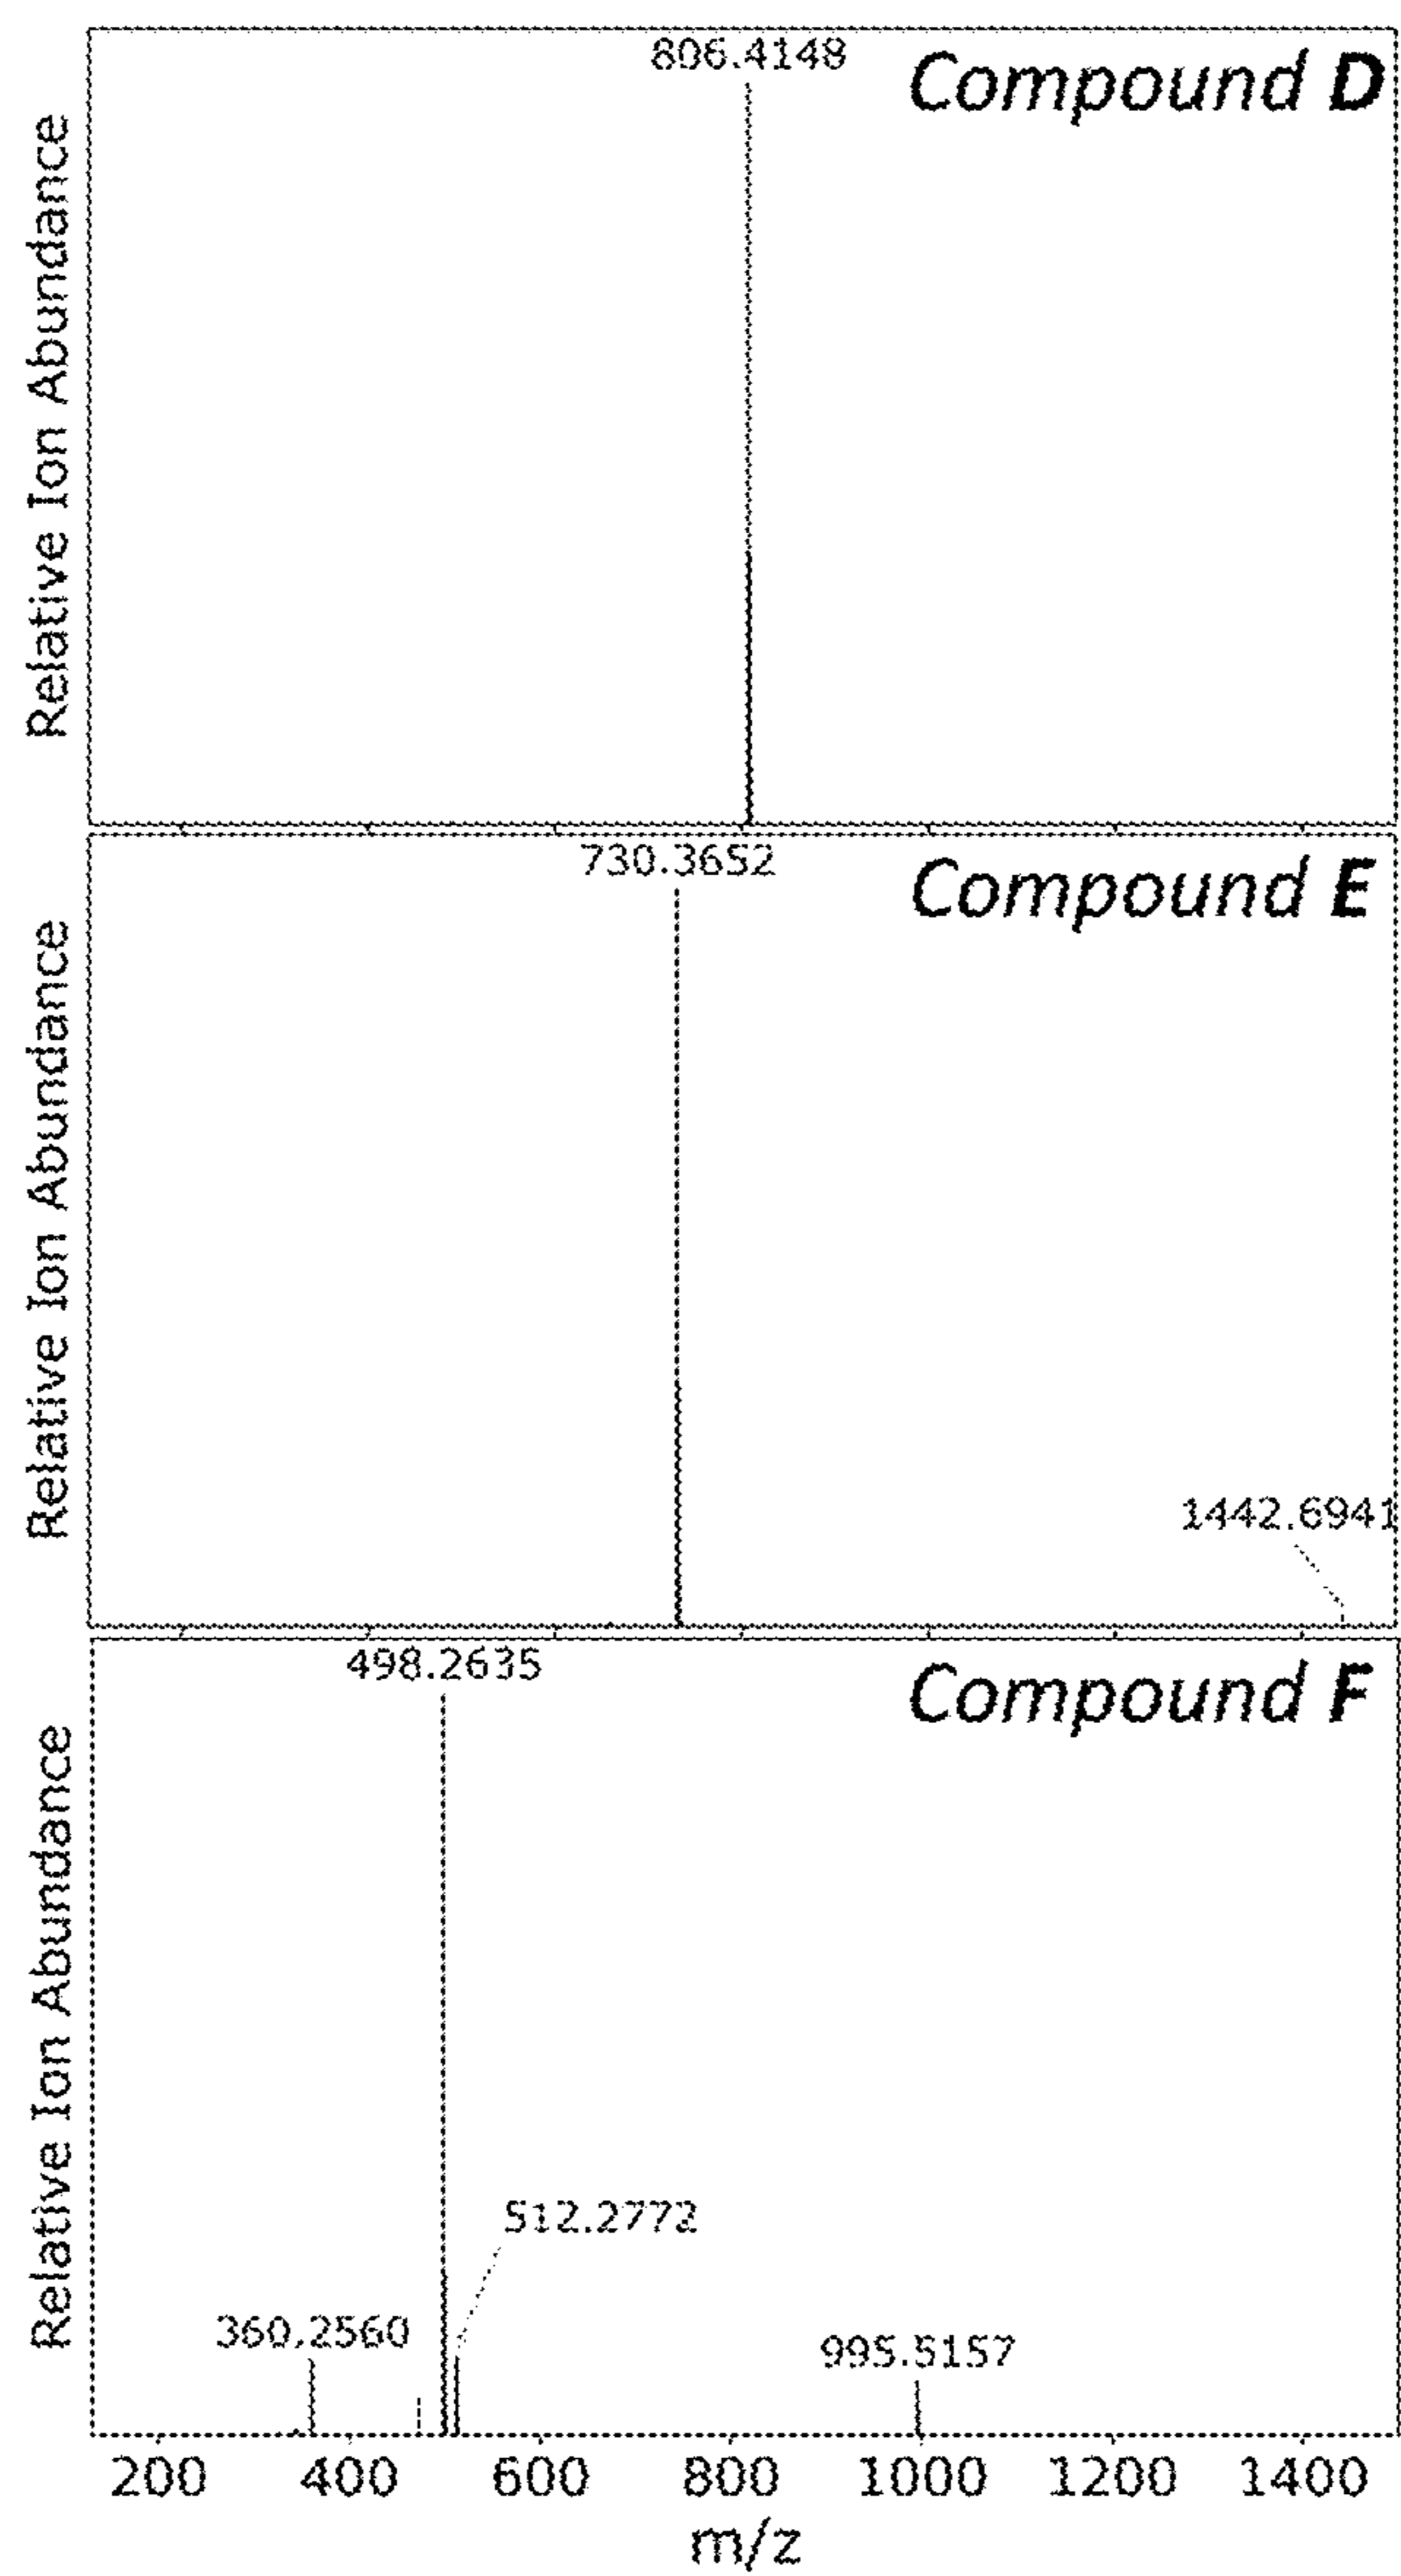 806.4148
Compound D
Relative Ion Abundance
730.3652
Compound E
Relative Ion Abundance
1442.6941
498.2635
Compound F
Relative Ion Abundance
512.2772
360.2560
995.5157
200 400 600 800 1000 1200 1400
m/z